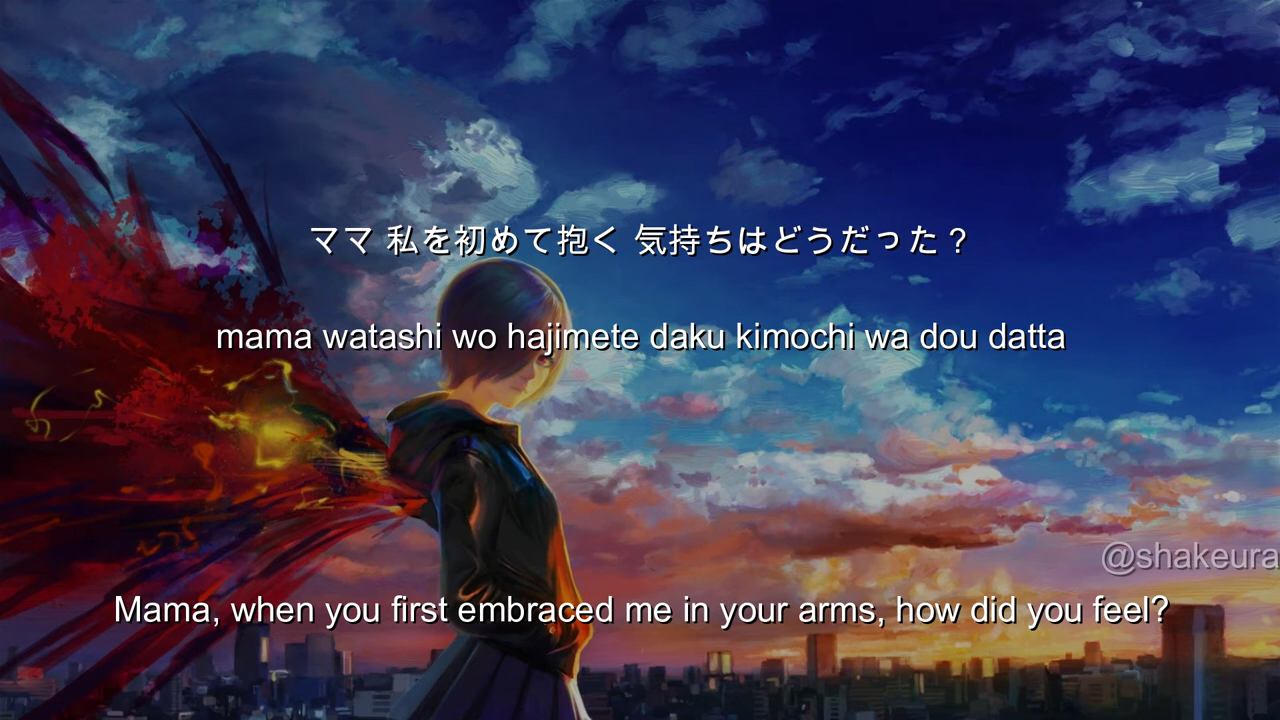 ママ 私を初めて抱く 気持ちはどうだった？
mama watashi wo hajimete daku kimochi wa dou datta
@shakeura
Mama, when you first embraced me in your arms, how did you feel?